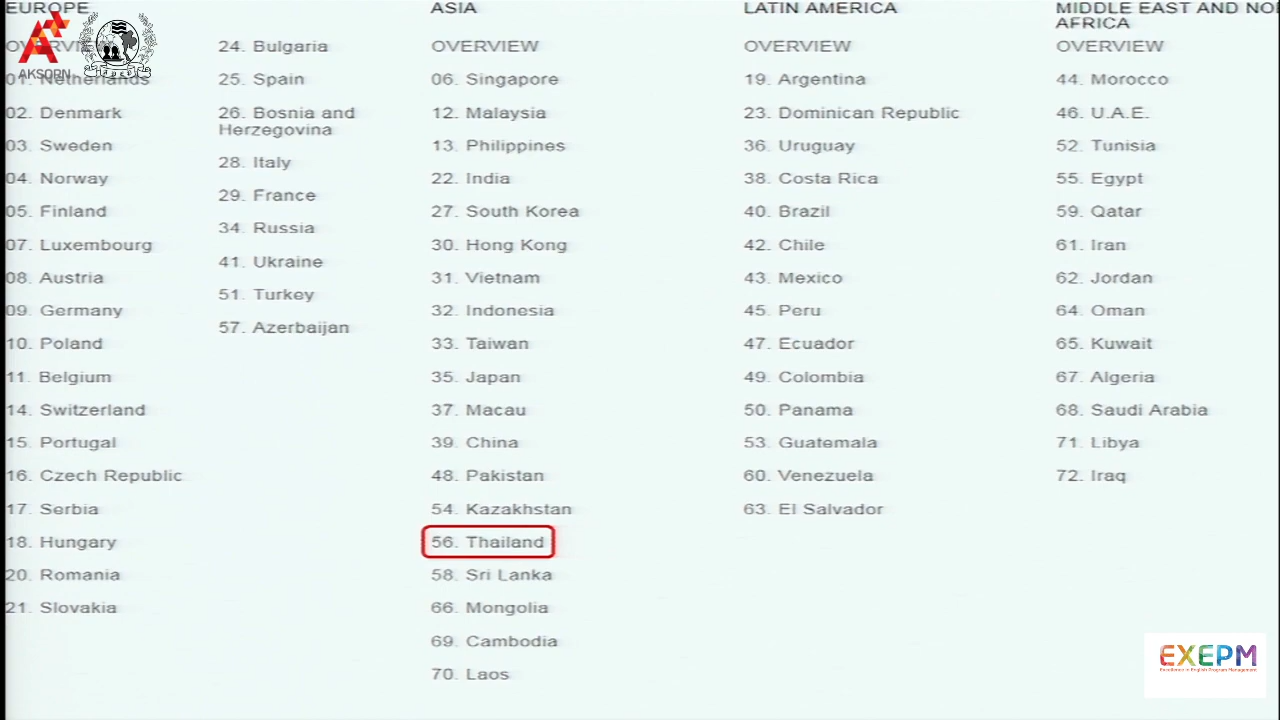 EUROPE
OVERVIEW
01. Netherlands
02. Denmark
03. Sweden
04. Norway
05. Finland
07. Luxembourg
08. Austria
09. Germany
10. Poland
11. Belgium
14. Switzerland
15. Portugal
16. Czech Republic
17. Serbia
18. Hungary
20. Romania
21. Slovakia
24. Bulgaria
25. Spain
26. Bosnia and
Herzegovina
28. Italy
29. France
34. Russia
41. Ukraine
51. Turkey
57. Azerbaijan
ASIA
OVERVIEW
06. Singapore
12. Malaysia
13. Philippines
22. India
27. South Korea
30. Hong Kong
31. Vietnam
32. Indonesia
33. Taiwan
35. Japan
37. Macau
39. China
48. Pakistan
54. Kazakhstan
56. Thailand
58. Sri Lanka
66. Mongolia
69. Cambodia
70. Laos
LATIN AMERICA
OVERVIEW
19. Argentina
23. Dominican Republic
36. Uruguay
38. Costa Rica
40. Brazil
42. Chile
43. Mexico
45. Peru
47. Ecuador
49. Colombia
50. Panama
53. Guatemala
60. Venezuela
63. El Salvador
MIDDLE EAST AND NO
AFRICA
OVERVIEW
44. Morocco
46. U.A.E.
52. Tunisia
55. Egypt
59. Qatar
61. Iran
62. Jordan
64. Oman
65. Kuwait
67. Algeria
68. Saudi Arabia
71. Libya
72. Iraq
AKSORN
EXEPM
Excellence in English Program Management